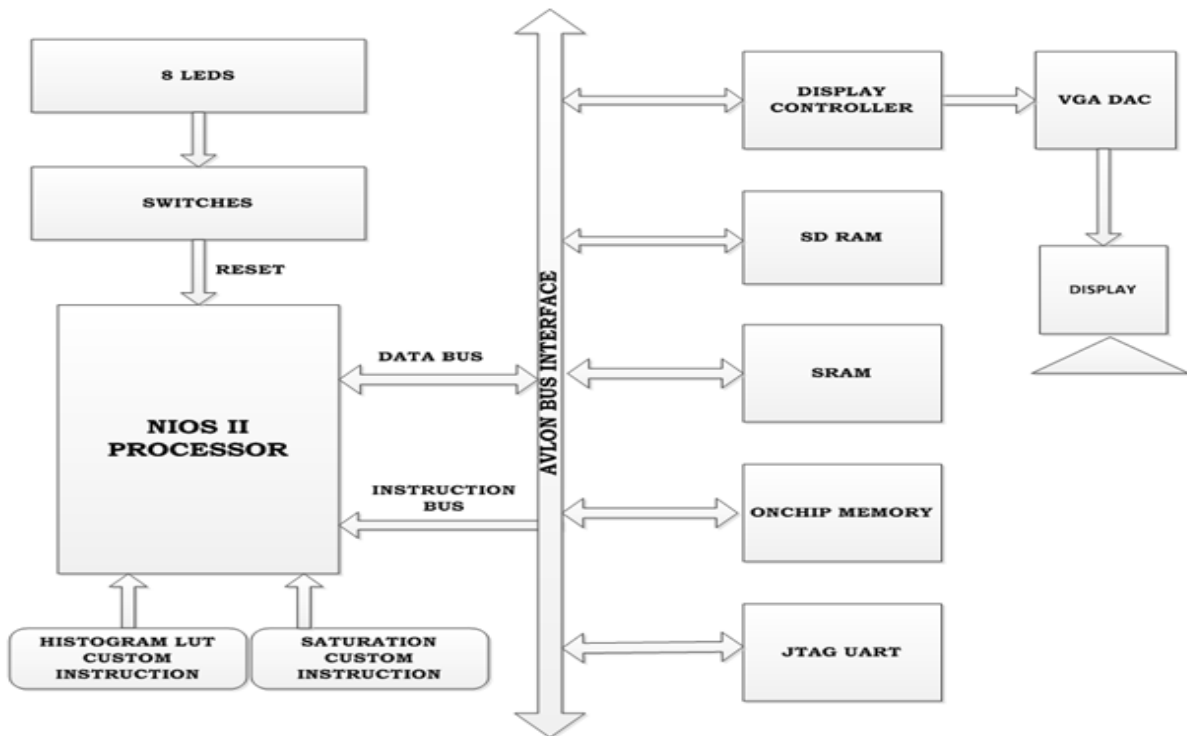 8 LEDS
SWITCHES
RESET
NIOS II
PROCESSOR
DATA BUS
INSTRUCTION
BUS
HISTOGRAM LUT
CUSTOM
INSTRUCTION
SATURATION
CUSTOM
INSTRUCTION
AVLON BUS INTERFACE
DISPLAY
CONTROLLER
VGA DAC
SD RAM
DISPLAY
SRAM
ONCHIP MEMORY
JTAG UART